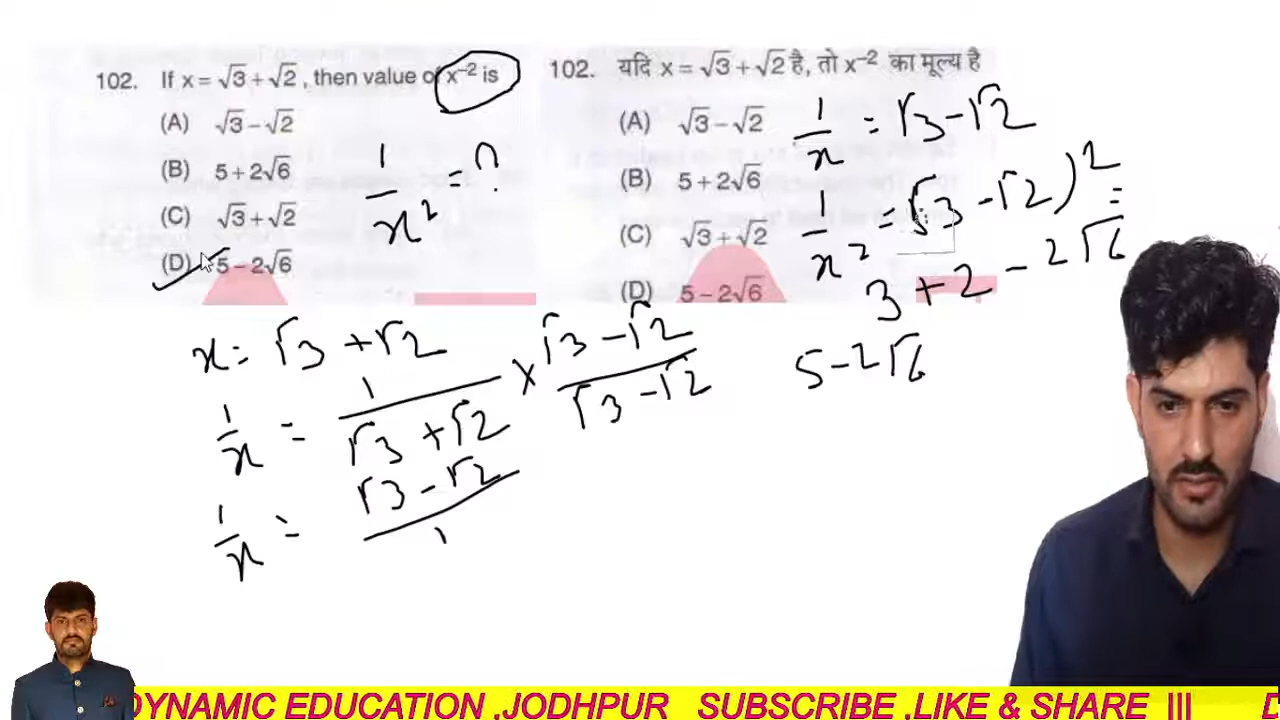 102. If x = √3 + √2 , then value of x⁻² is
(A) √3 − √2
(B) 5 + 2√6
(C) √3 + √2
(D) 5 − 2√6
1/x² = ?
102. यदि x = √3 + √2 है, तो x⁻² का मूल्य है
(A) √3 − √2
(B) 5 + 2√6
(C) √3 + √2
(D) 5 − 2√6
1/x = √3 − √2
1/x² = √3 − √2)² =
3 + 2 − 2√6
5 − 2√6
x = √3 + √2
1/x = 1/(√3 + √2) × (√3 − √2)/(√3 − √2)
1/x = (√3 − √2)/1
DYNAMIC EDUCATION ,JODHPUR SUBSCRIBE ,LIKE & SHARE ||| D